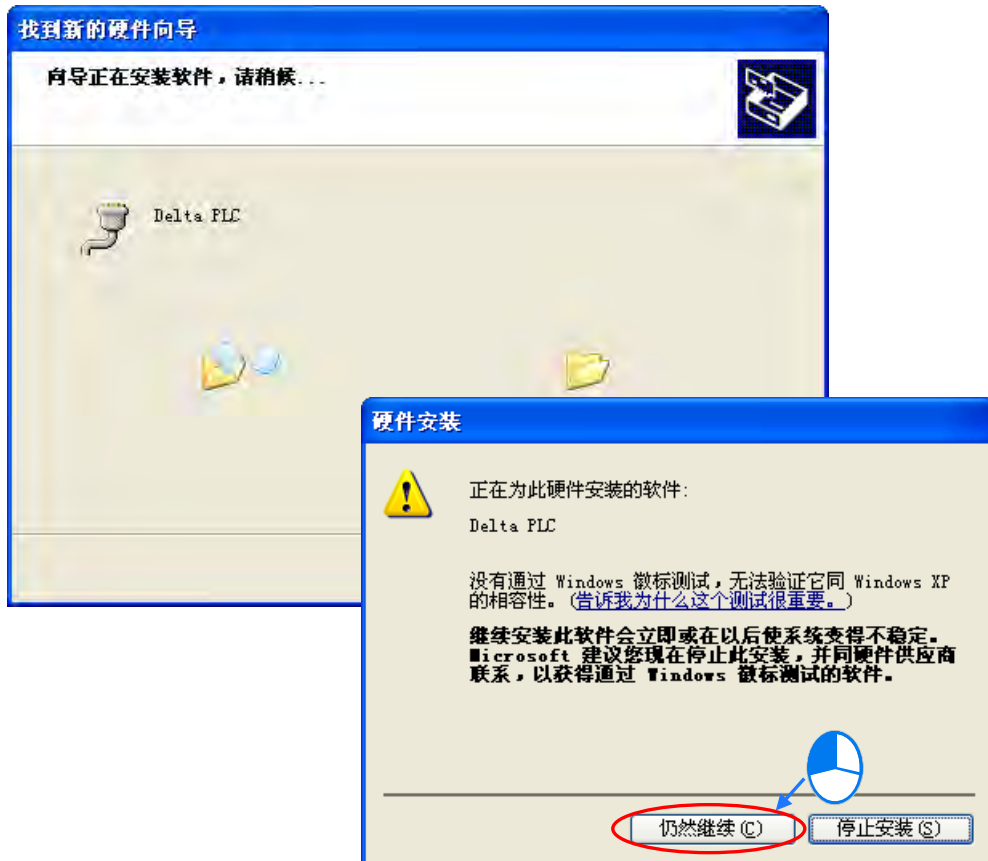 找到新的硬件向导
向导正在安装软件，请稍候...
Delta PLC
硬件安装
正在为此硬件安装的软件:
Delta PLC
没有通过 Windows 徽标测试，无法验证它同 Windows XP
的相容性。(告诉我为什么这个测试很重要。)
继续安装此软件会立即或在以后使系统变得不稳定。
Microsoft 建议您现在停止此安装，并同硬件供应商
联系，以获得通过 Windows 徽标测试的软件。
仍然继续(C)
停止安装(S)